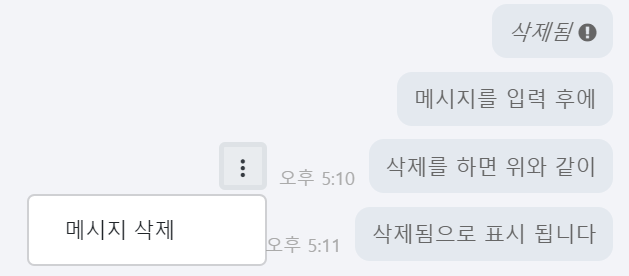 삭제됨
메시지를 입력 후에
오후 5:10 삭제를 하면 위와 같이
메시지 삭제
오후 5:11 삭제됨으로 표시 됩니다